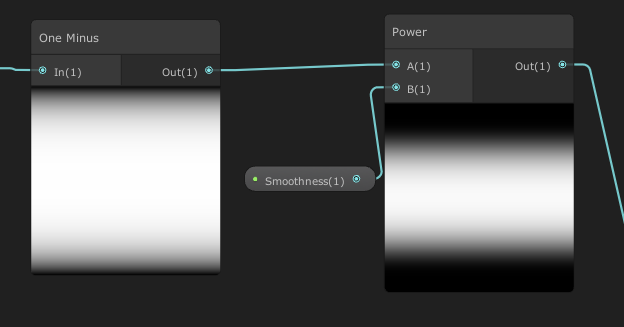 One Minus
In(1)
Out(1)
Power
A(1)
Out(1)
B(1)
Smoothness(1)